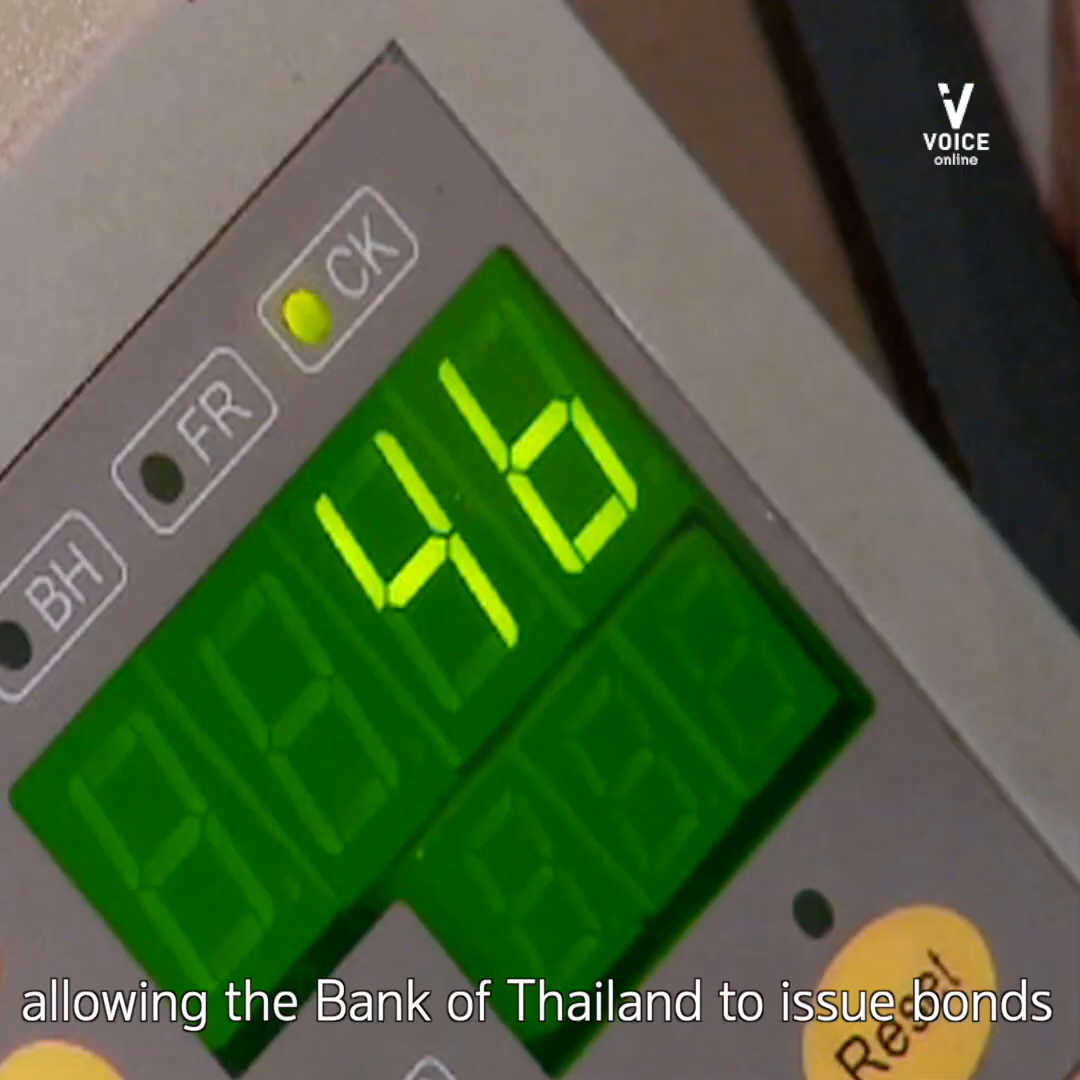 VOICE
online
CK
FR
BH
46
Reset
allowing the Bank of Thailand to issue bonds